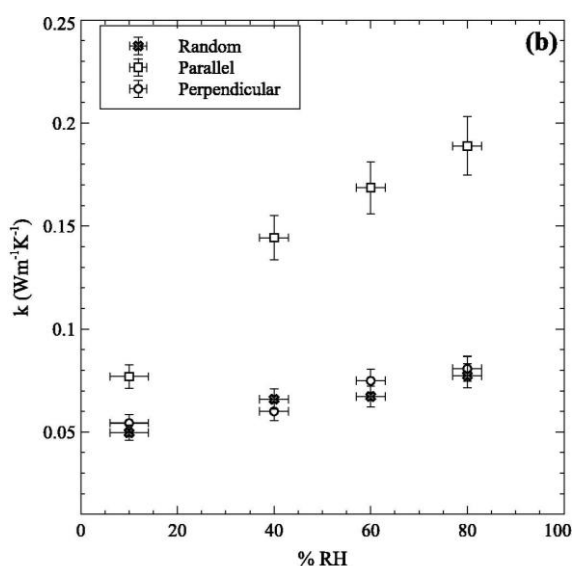 0.25
(b)
Random
Parallel
Perpendicular
0.2
0.15
k (Wm⁻¹K⁻¹)
0.1
0.05
0 20 40 60 80 100
% RH